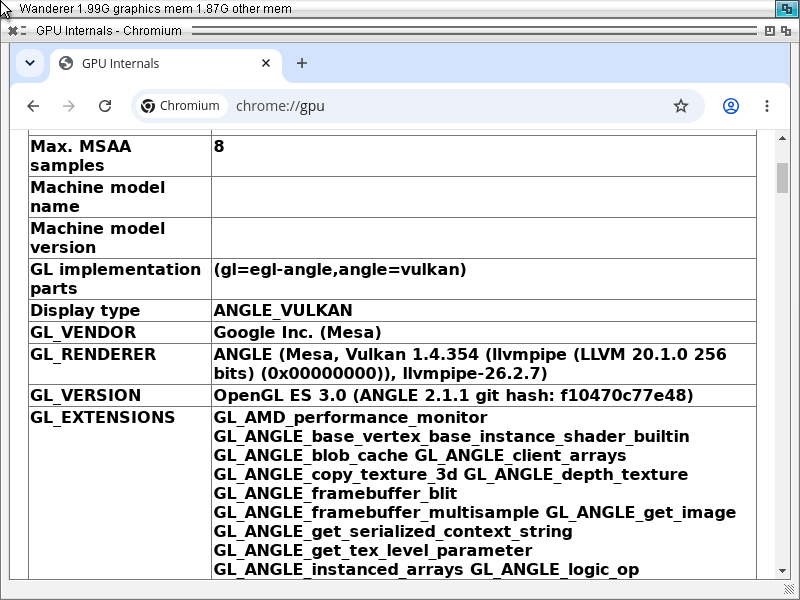 Wanderer 1.99G graphics mem 1.87G other mem
GPU Internals - Chromium
GPU Internals
Chromium
chrome://gpu
Max. MSAA samples
8
Machine model name
Machine model version
GL implementation parts
(gl=egl-angle,angle=vulkan)
Display type
ANGLE_VULKAN
GL_VENDOR
Google Inc. (Mesa)
GL_RENDERER
ANGLE (Mesa, Vulkan 1.4.354 (llvmpipe (LLVM 20.1.0 256
bits) (0x00000000)), llvmpipe-26.2.7)
GL_VERSION
OpenGL ES 3.0 (ANGLE 2.1.1 git hash: f10470c77e48)
GL_EXTENSIONS
GL_AMD_performance_monitor
GL_ANGLE_base_vertex_base_instance_shader_builtin
GL_ANGLE_blob_cache GL_ANGLE_client_arrays
GL_ANGLE_copy_texture_3d GL_ANGLE_depth_texture
GL_ANGLE_framebuffer_blit
GL_ANGLE_framebuffer_multisample GL_ANGLE_get_image
GL_ANGLE_get_serialized_context_string
GL_ANGLE_get_tex_level_parameter
GL_ANGLE_instanced_arrays GL_ANGLE_logic_op